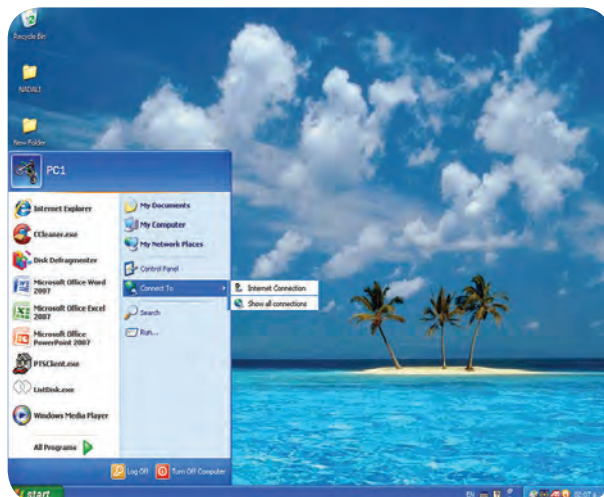 Recycle Bin
NADALI
New Folder
PC1
Internet Explorer
CCleaner.exe
Disk Defragmenter
Microsoft Office Word
2007
Microsoft Office Excel
2007
Microsoft Office
PowerPoint 2007
PTSClient.exe
ListDisk.exe
Windows Media Player
All Programs
My Documents
My Computer
My Network Places
Control Panel
Connect To
Search
Run...
Internet Connection
Show all connections
Log Off
Turn Off Computer
start
EN